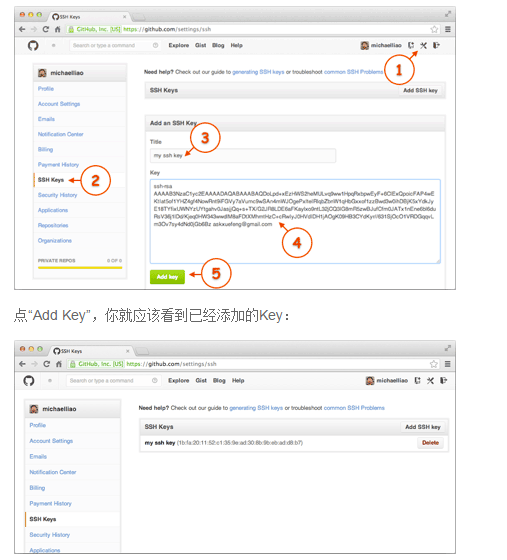 SSH Keys
GitHub, Inc. [US] https://github.com/settings/ssh
Search or type a command
Explore Gist Blog Help
michaelliao
1
michaelliao
Need help? Check out our guide to generating SSH keys or troubleshoot common SSH Problems
Profile
SSH Keys
Add SSH key
Account Settings
Emails
Add an SSH Key
Notification Center
Title
3
Billing
my ssh key
Payment History
Key
SSH Keys
2
ssh-rsa
Security History
Applications
Repositories
4
askxuefeng@gmail.com
Organizations
PRIVATE REPOS
0 OF 0
Add key
5
点“Add Key”，你就应该看到已经添加的Key：
SSH Keys
GitHub, Inc. [US] https://github.com/settings/ssh
Search or type a command
Explore Gist Blog Help
michaelliao
michaelliao
Need help? Check out our guide to generating SSH keys or troubleshoot common SSH Problems
Profile
SSH Keys
Add SSH key
Account Settings
my ssh key (1b:fa:20:11:52:c1:35:9e:ad:30:8b:9b:eb:ad:d8:b7)
Delete
Emails
Notification Center
Billing
Payment History
SSH Keys
Security History
Applications